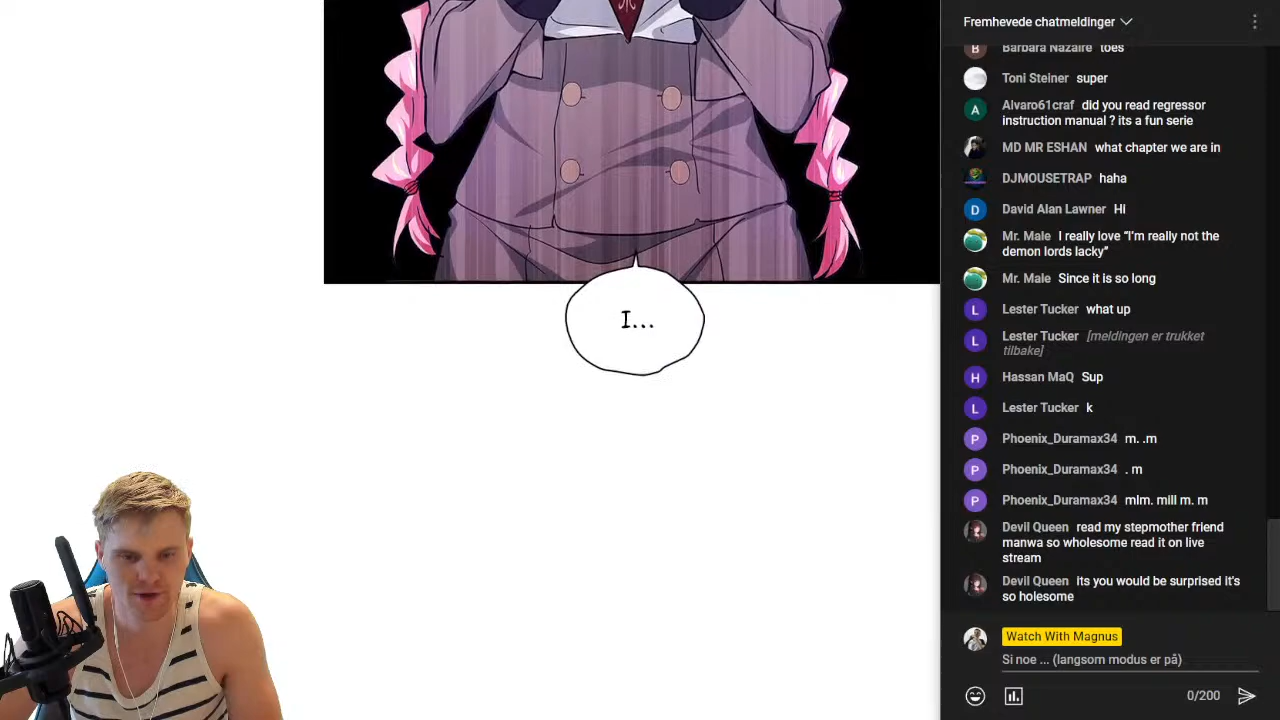 I...
Fremhevede chatmeldinger
Barbara Nazaire toes
Toni Steiner super
Alvaro61craf did you read regressor
instruction manual ? its a fun serie
MD MR ESHAN what chapter we are in
DJMOUSETRAP haha
David Alan Lawner HI
Mr. Male I really love “I’m really not the
demon lords lacky”
Mr. Male Since it is so long
Lester Tucker what up
Lester Tucker [meldingen er trukket
tilbake]
Hassan MaQ Sup
Lester Tucker k
Phoenix_Duramax34 m. .m
Phoenix_Duramax34 . m
Phoenix_Duramax34 mlm. mill m. m
Devil Queen read my stepmother friend
manwa so wholesome read it on live
stream
Devil Queen its you would be surprised it's
so holesome
Watch With Magnus
Si noe ... (langsom modus er på)
0/200